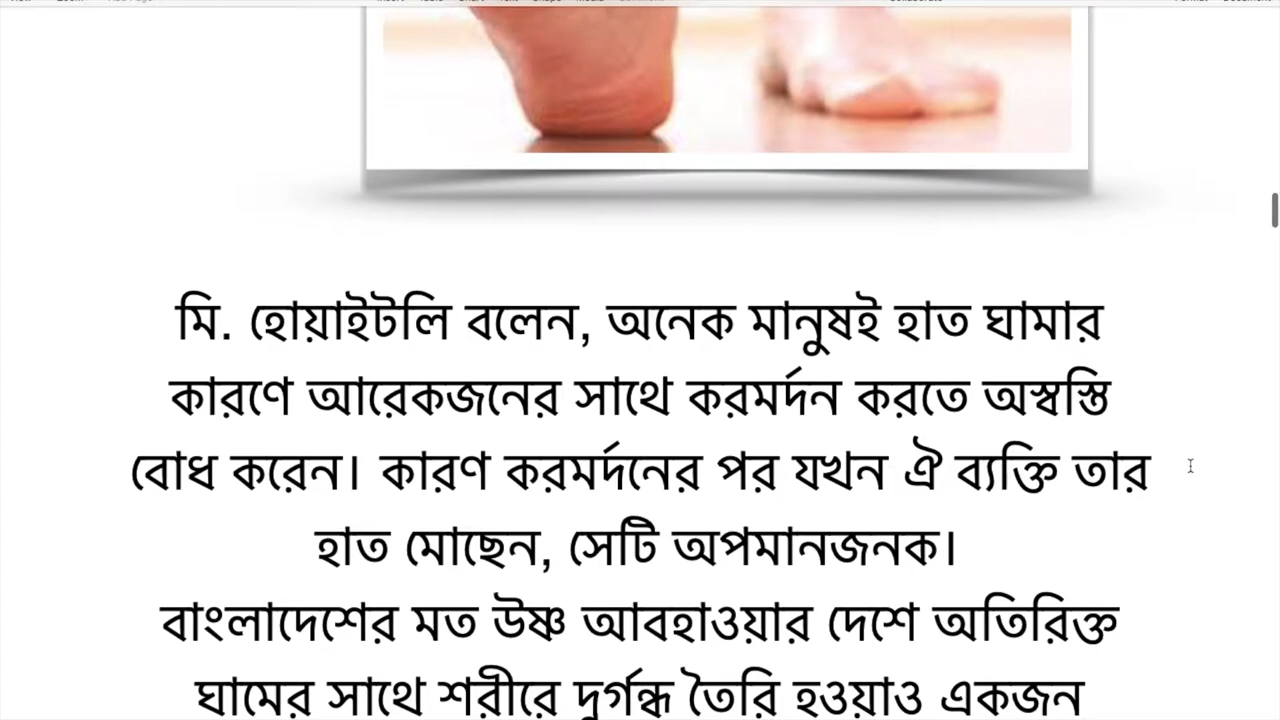 মি. হোয়াইটলি বলেন, অনেক মানুষই হাত ঘামার
কারণে আরেকজনের সাথে করমর্দন করতে অস্বস্তি
বোধ করেন। কারণ করমর্দনের পর যখন ঐ ব্যক্তি তার
হাত মোছেন, সেটি অপমানজনক।
বাংলাদেশের মত উষ্ণ আবহাওয়ার দেশে অতিরিক্ত
ঘামের সাথে শরীরে দুর্গন্ধ তৈরি হওয়াও একজন